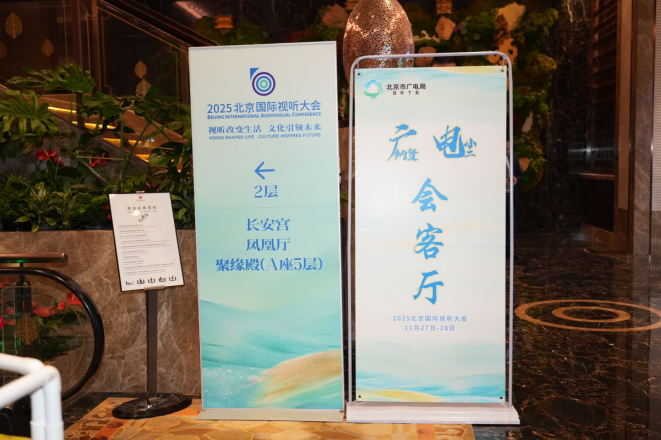 2025北京国际视听大会
BEIJING INTERNATIONAL AUDIOVISUAL CONFERENCE
视听改变生活 文化引领未来
VISION SHAPES LIFE CULTURE INSPIRES FUTURE
2层
长安宫
凤凰厅
聚缘殿(A座5层)
北京市广电局
BRTB
广纳贤 电尘
会
客
厅
2025北京国际视听大会
11月27日-28日